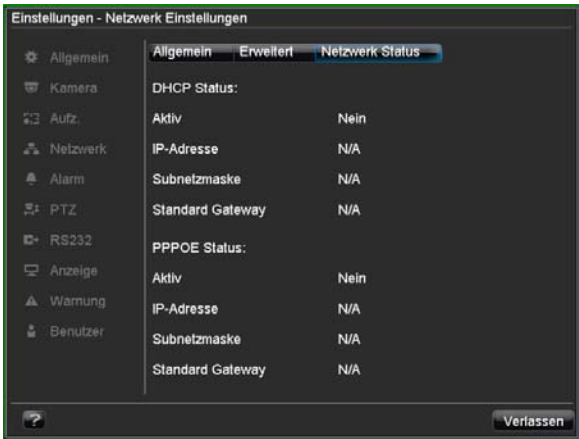 Einstellungen - Netzwerk Einstellungen
Allgemein
Kamera
Aufz.
Netzwerk
Alarm
PTZ
RS232
Anzeige
Warnung
Benutzer
Allgemein Erweitert Netzwerk Status
DHCP Status:
Aktiv Nein
IP-Adresse N/A
Subnetzmaske N/A
Standard Gateway N/A
PPPOE Status:
Aktiv Nein
IP-Adresse N/A
Subnetzmaske N/A
Standard Gateway N/A
? Verlassen